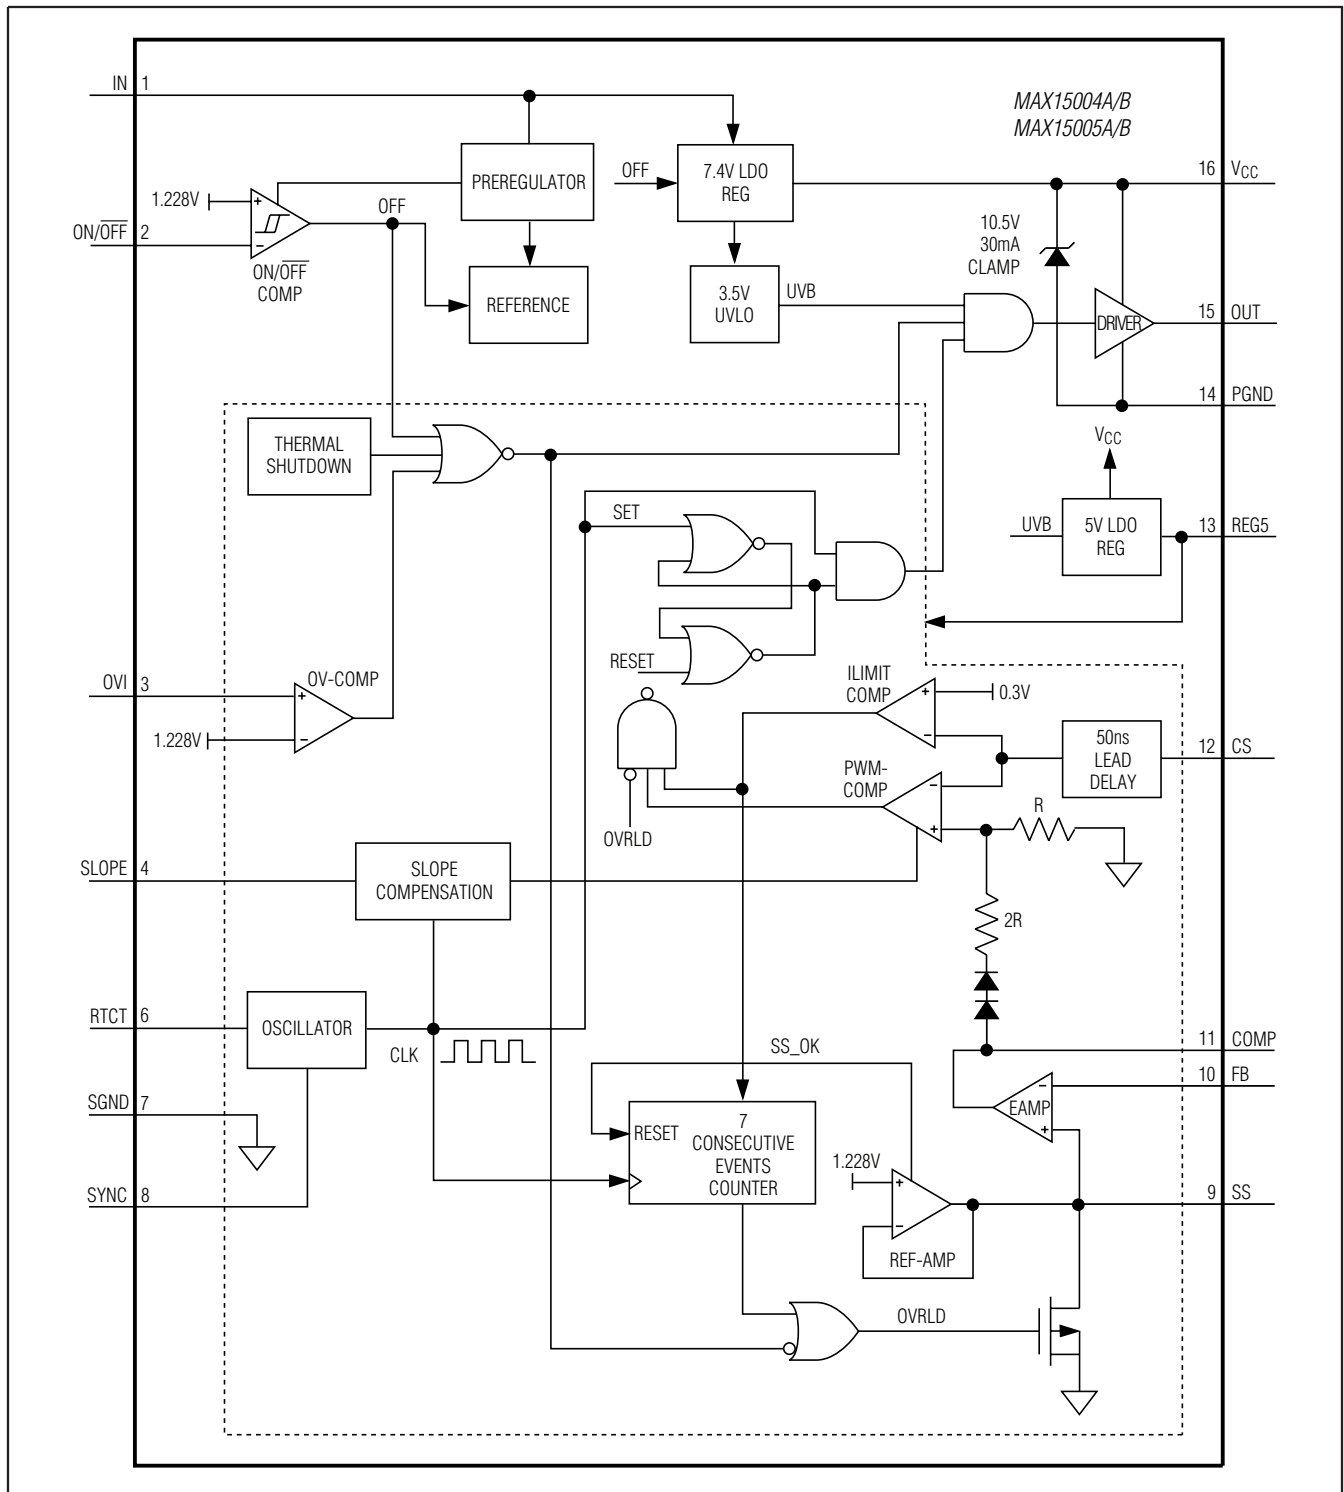 IN 1
MAX15004A/B
MAX15005A/B
PREREGULATOR
OFF
7.4V LDO
REG
16 VCC
1.228V
+
OFF
ON/OFF 2
−
ON/OFF
COMP
10.5V
30mA
CLAMP
REFERENCE
3.5V
UVLO
UVB
DRIVER
15 OUT
14 PGND
THERMAL
SHUTDOWN
VCC
SET
UVB
5V LDO
REG
13 REG5
RESET
OVI 3
OV-COMP
+
−
1.228V
ILIMIT
COMP
+
−
0.3V
50ns
LEAD
DELAY
12 CS
PWM-
COMP
−
+
R
OVRLD
SLOPE 4
SLOPE
COMPENSATION
2R
RTCT 6
OSCILLATOR
CLK
SS_OK
11 COMP
10 FB
EAMP
−
+
SGND 7
RESET
7
CONSECUTIVE
EVENTS
COUNTER
1.228V
+
−
REF-AMP
SYNC 8
9 SS
OVRLD